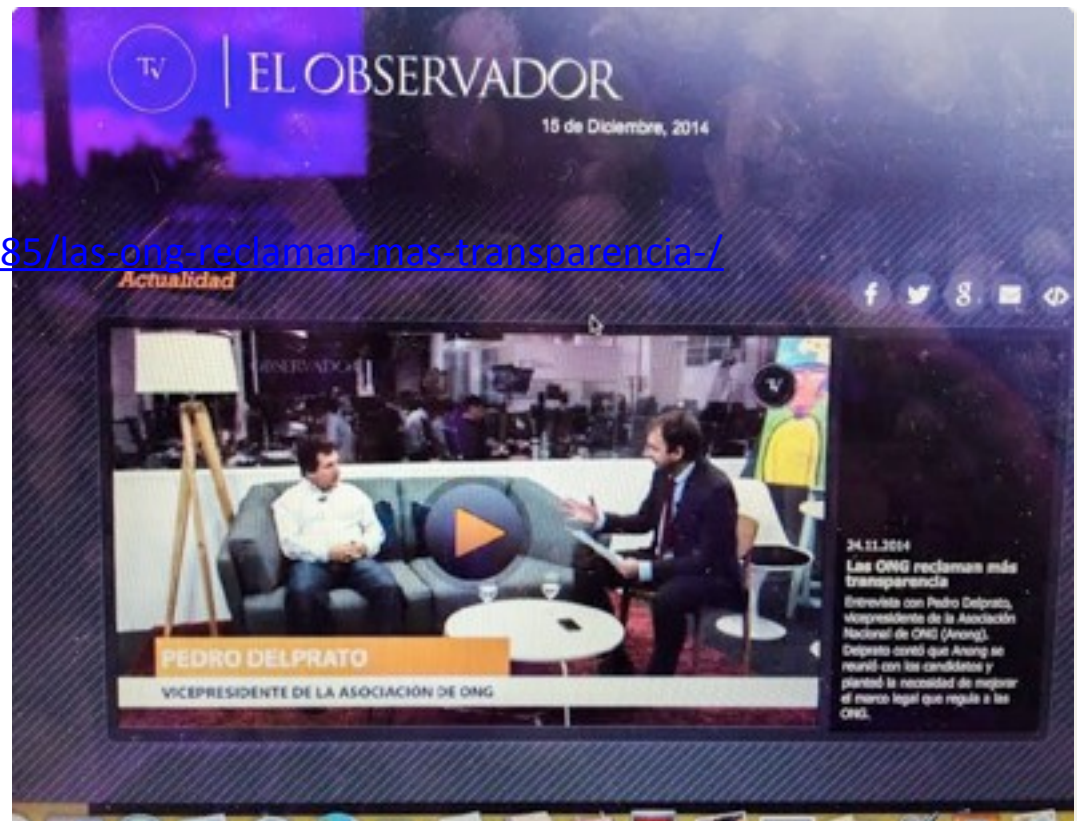 TV
EL OBSERVADOR
15 de Diciembre, 2014
85/las-ong-reclaman-mas-transparencia-/
Actualidad
f g
OBSERVADOR
TV
24.11.2014
Las ONG reclaman más
transparencia
Entrevista con Pedro Delprato,
vicepresidente de la Asociación
Nacional de ONG (Anong).
Delprato contó que Anong se
reunió con los candidatos y
planteó la necesidad de mejorar
el marco legal que regula a las
ONG.
PEDRO DELPRATO
VICEPRESIDENTE DE LA ASOCIACIÓN DE ONG